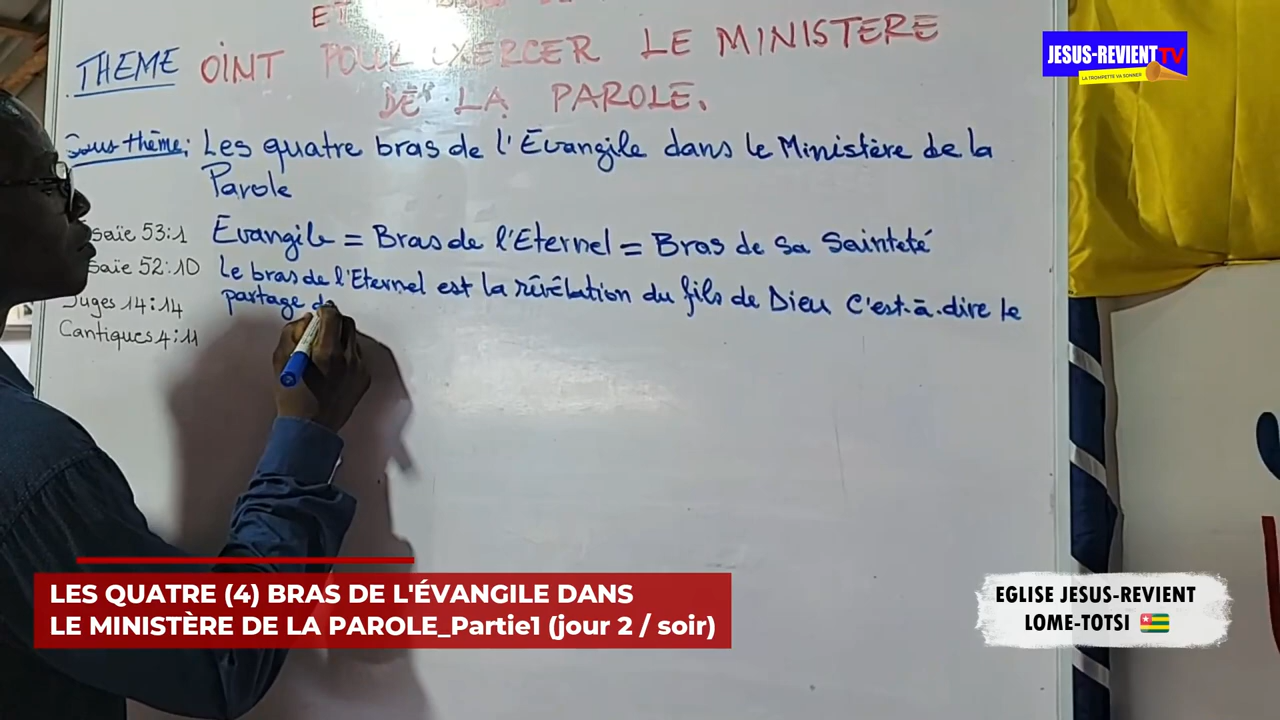 ET
THEME OINT POUR EXERCER LE MINISTERE
DE LA PAROLE.
Sous thème: Les quatre bras de l'Evangile dans le Ministère de la
Parole
Evangile = Bras de l'Eternel = Bras de Sa Sainteté
Le bras de l'Eternel est la révélation du fils de Dieu C'est-à-dire le
partage
saïe 53:1
saïe 52:10
Juges 14:14
Cantiques 4:11
JESUS-REVIENT TV
LA TROMPETTE VA SONNER
LES QUATRE (4) BRAS DE L'ÉVANGILE DANS
LE MINISTÈRE DE LA PAROLE_Partie1 (jour 2 / soir)
EGLISE JESUS-REVIENT
LOME-TOTSI